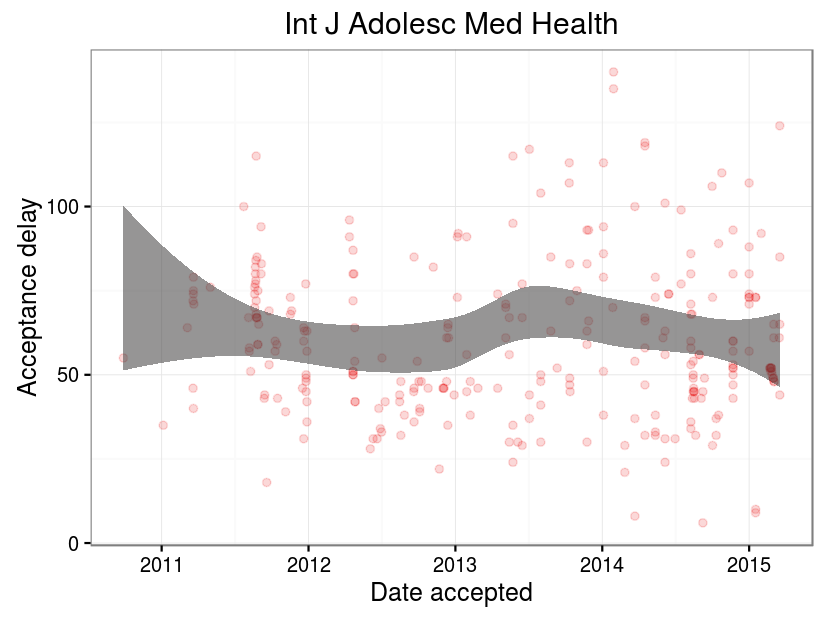 Int J Adolesc Med Health
Acceptance delay
100
50
0
2011 2012 2013 2014 2015
Date accepted